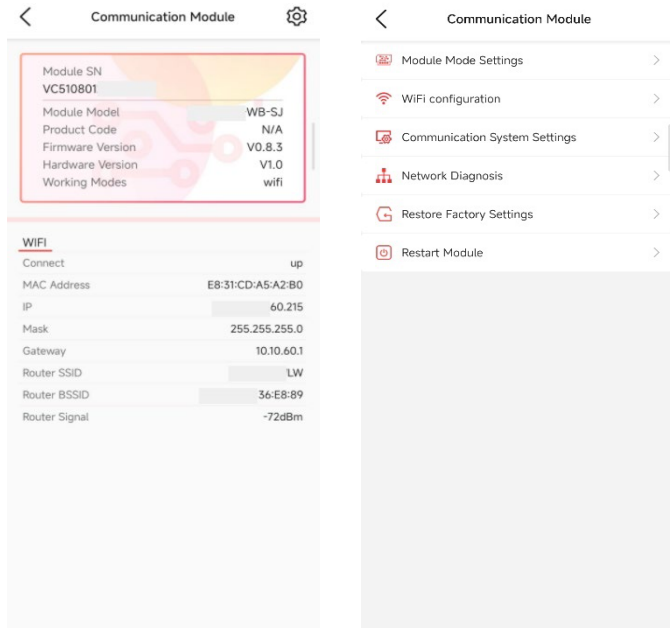 Communication Module
Module SN
VC510801
Module Model WB-SJ
Product Code N/A
Firmware Version V0.8.3
Hardware Version V1.0
Working Modes wifi
WIFI
Connect up
MAC Address E8:31:CD:A5:A2:B0
IP 60.215
Mask 255.255.255.0
Gateway 10.10.60.1
Router SSID LW
Router BSSID 36:E8:89
Router Signal -72dBm
Communication Module
Module Mode Settings
WiFi configuration
Communication System Settings
Network Diagnosis
Restore Factory Settings
Restart Module